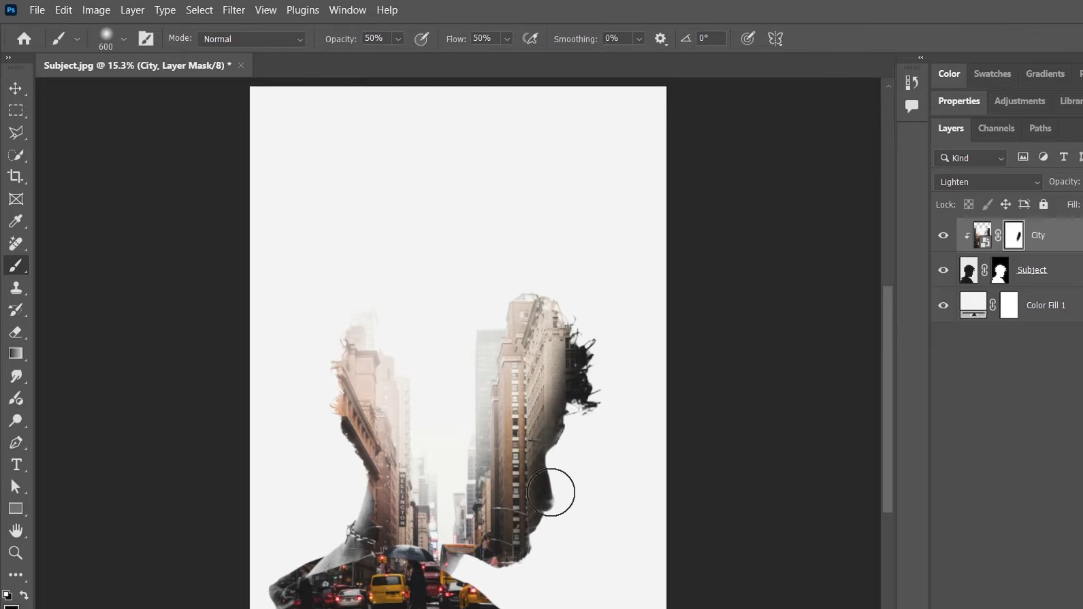 Ps File Edit Image Layer Type Select Filter View Plugins Window Help
600 Mode: Normal Opacity: 50% Flow: 50% Smoothing: 0% 0°
Subject.jpg @ 15.3% (City, Layer Mask/8) *
Color Swatches Gradients P
Properties Adjustments Librar
Layers Channels Paths
Kind
Lighten Opacity:
Lock: Fill:
City
Subject
Color Fill 1